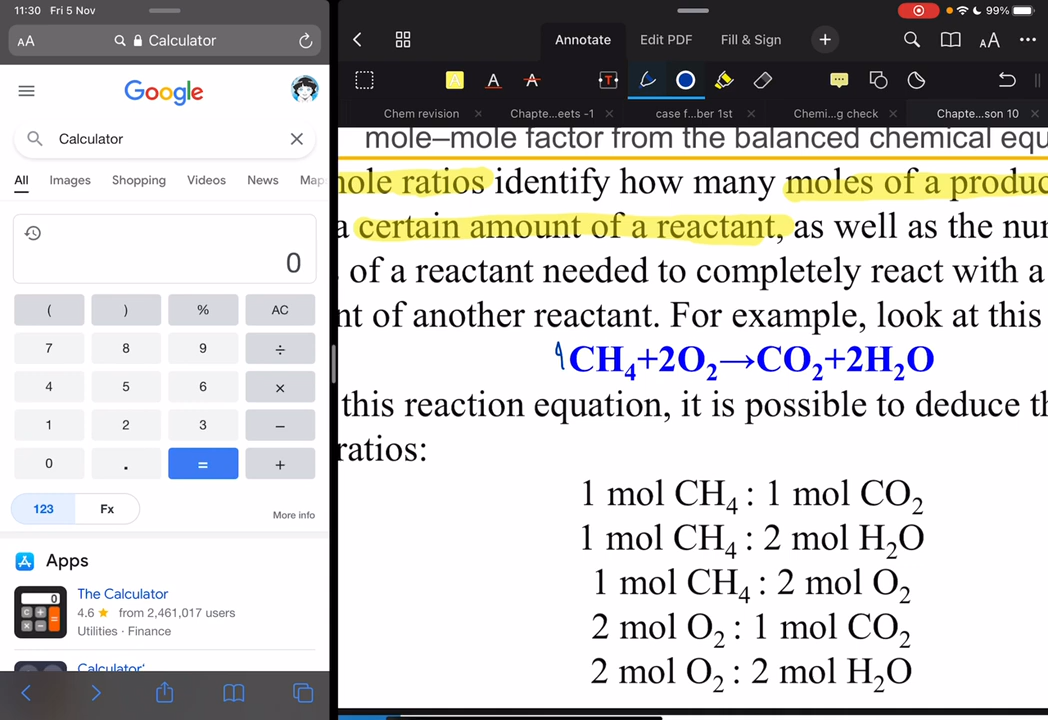 11:30 Fri 5 Nov
99%
AA
Calculator
Google
Calculator
All Images Shopping Videos News Map
0
( ) % AC
7 8 9 ÷
4 5 6 ×
1 2 3 −
0 . = +
123 Fx
More info
Apps
The Calculator
4.6 ★ from 2,461,017 users
Utilities · Finance
Calculator'
Annotate Edit PDF Fill & Sign
AA
A A T
Chem revision Chapte...eets -1 case f...ber 1st Chemi...g check Chapte...son 10
mole–mole factor from the balanced chemical equ
nole ratios identify how many moles of a produc
a certain amount of a reactant, as well as the nun
of a reactant needed to completely react with a
nt of another reactant. For example, look at this
1CH₄+2O₂→CO₂+2H₂O
this reaction equation, it is possible to deduce th
ratios:
1 mol CH₄ : 1 mol CO₂
1 mol CH₄ : 2 mol H₂O
1 mol CH₄ : 2 mol O₂
2 mol O₂ : 1 mol CO₂
2 mol O₂ : 2 mol H₂O